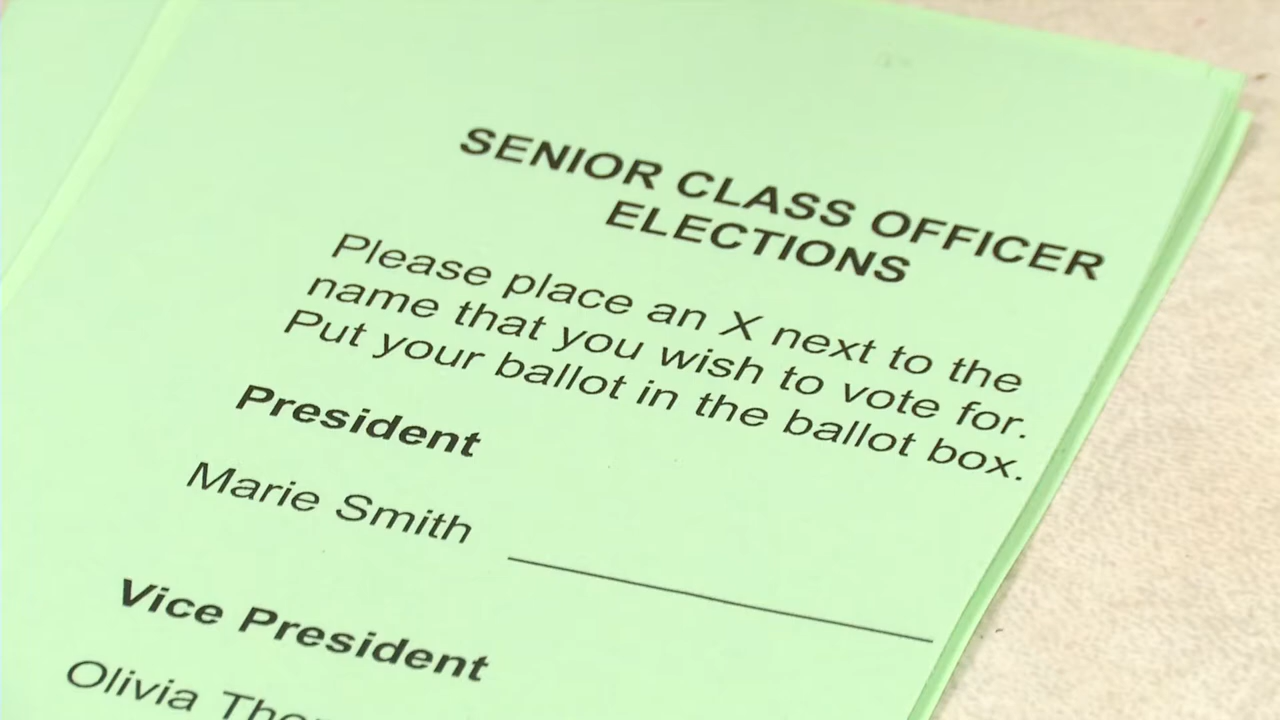 SENIOR CLASS OFFICER
ELECTIONS
Please place an X next to the
name that you wish to vote for.
Put your ballot in the ballot box.
President
Marie Smith
Vice President
Olivia